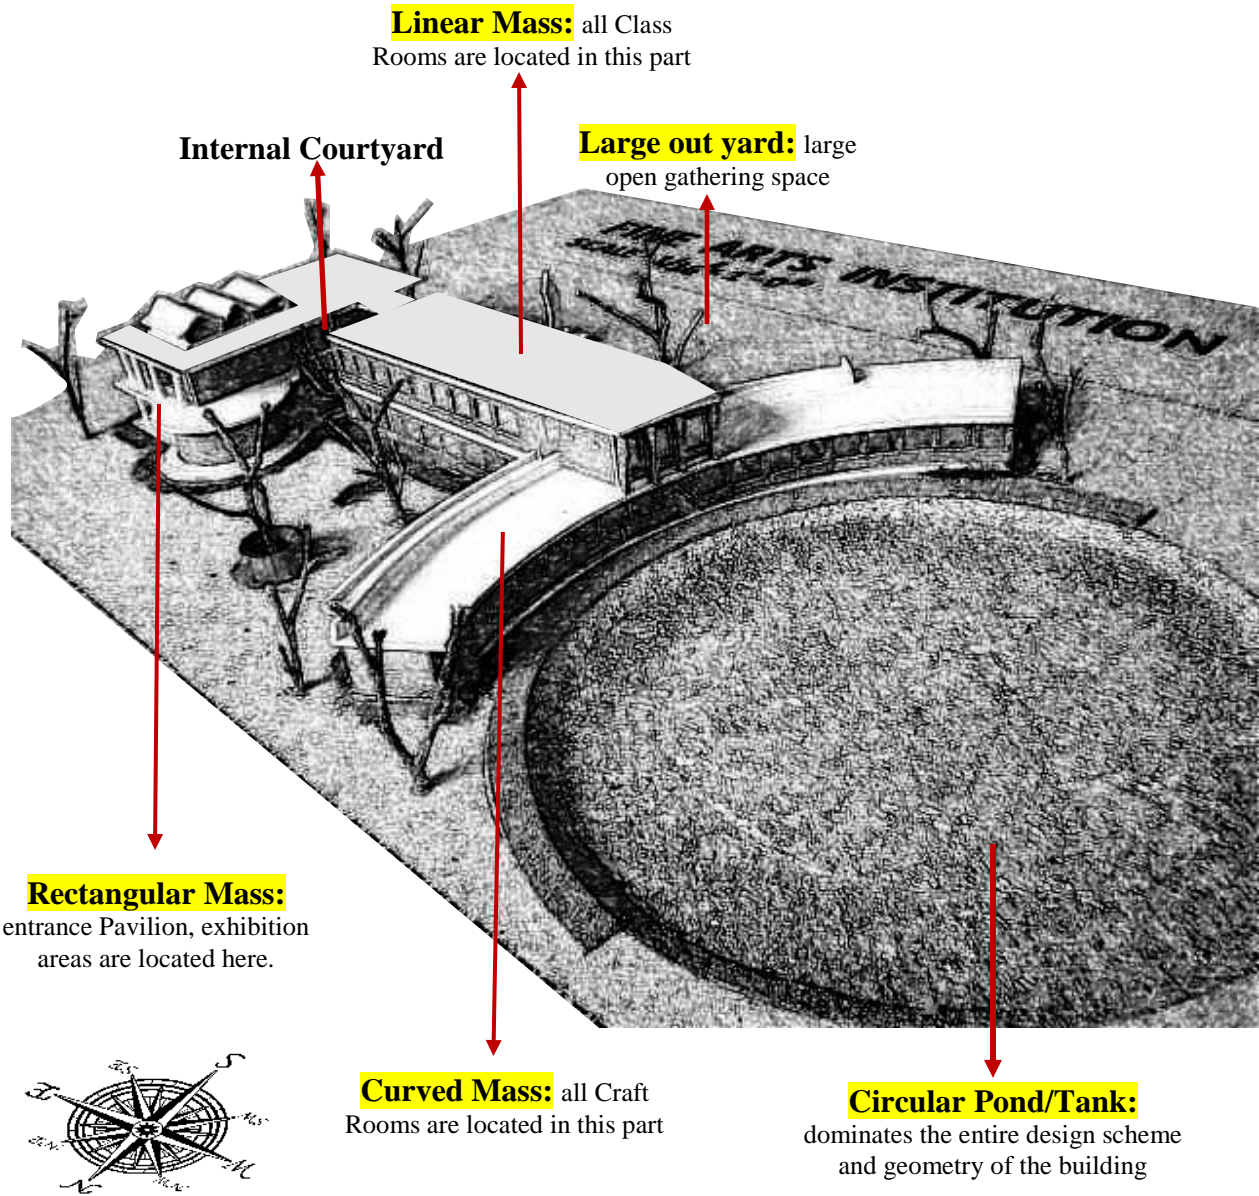 Linear Mass: all Class
Rooms are located in this part
Internal Courtyard
Large out yard: large
open gathering space
FINE ARTS INSTITUTION
SCALE
Rectangular Mass:
entrance Pavilion, exhibition
areas are located here.
Curved Mass: all Craft
Rooms are located in this part
Circular Pond/Tank:
dominates the entire design scheme
and geometry of the building
S
E
M
N